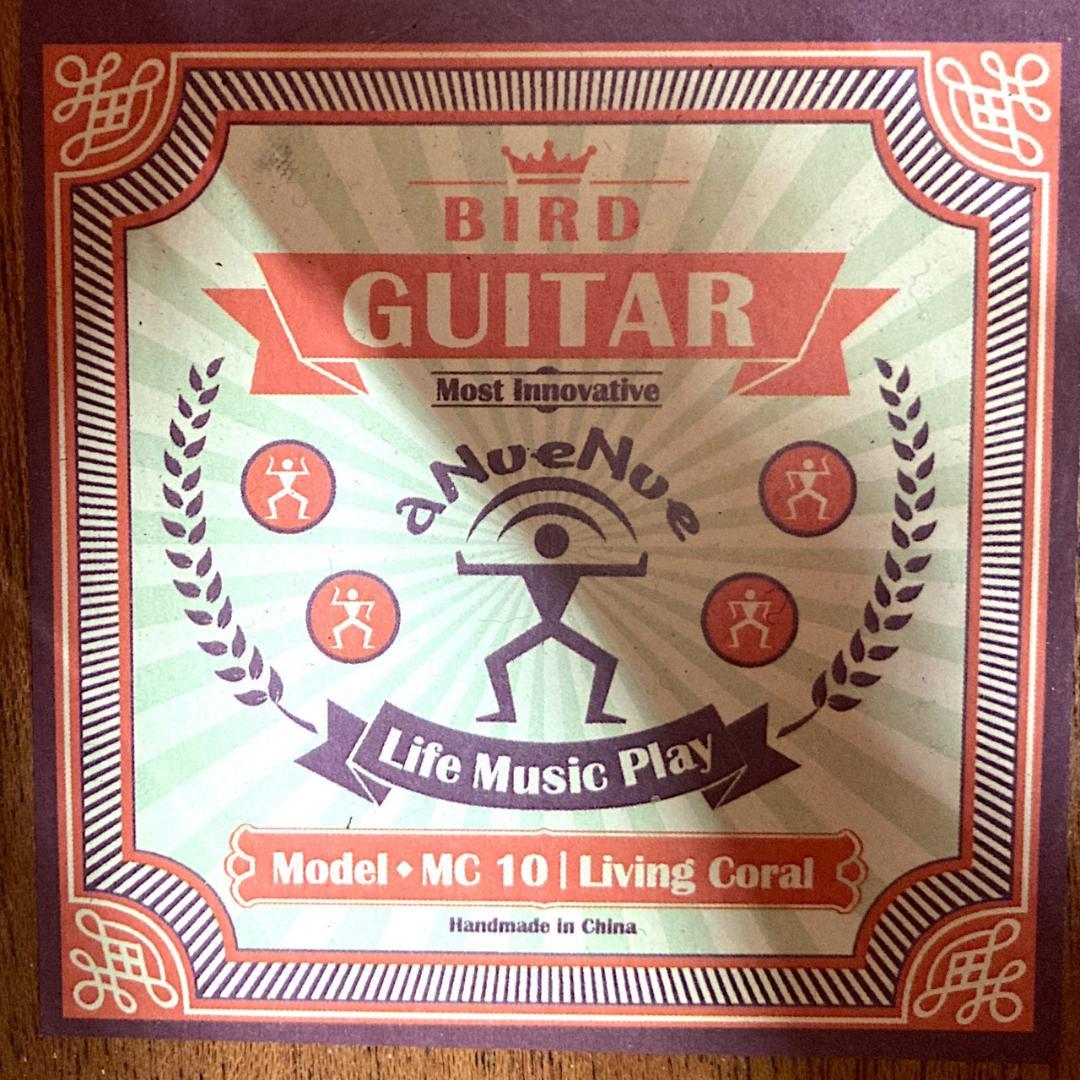 BIRD
GUITAR
Most Innovative
aNueNue
Life Music Play
Model ◆ MC 10 | Living Coral
Handmade in China